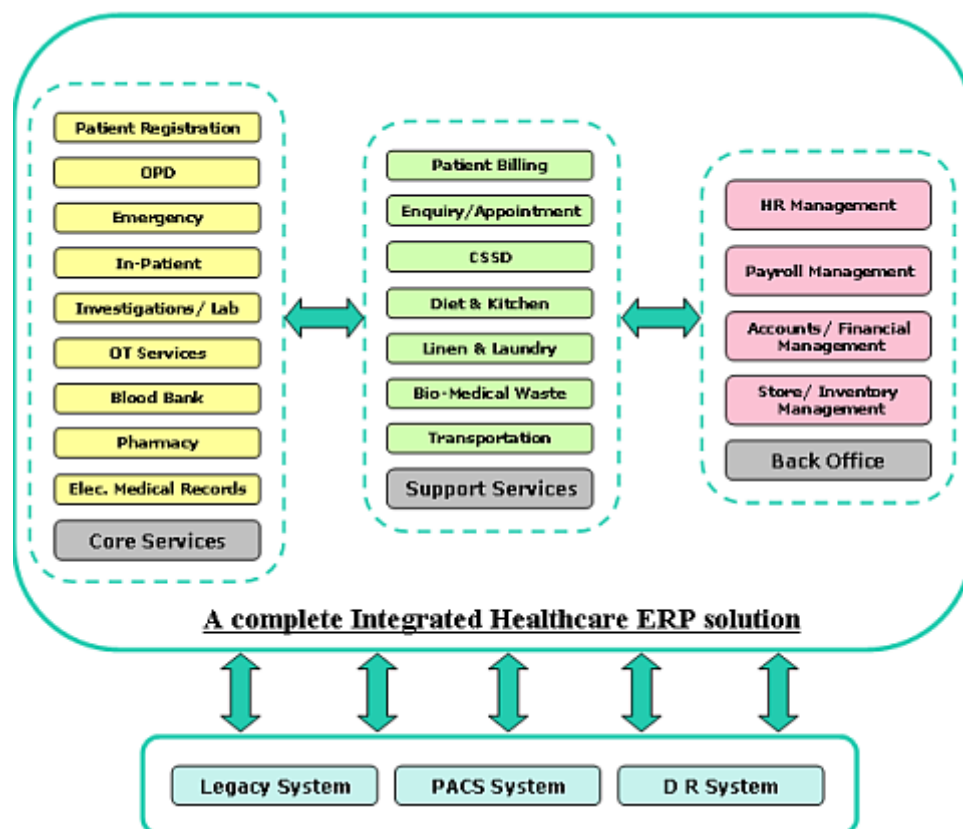 Patient Registration
OPD
Emergency
In-Patient
Investigations/ Lab
OT Services
Blood Bank
Pharmacy
Elec. Medical Records
Core Services
Patient Billing
Enquiry/Appointment
CSSD
Diet & Kitchen
Linen & Laundry
Bio-Medical Waste
Transportation
Support Services
HR Management
Payroll Management
Accounts/ Financial
Management
Store/ Inventory
Management
Back Office
A complete Integrated Healthcare ERP solution
Legacy System
PACS System
D R System